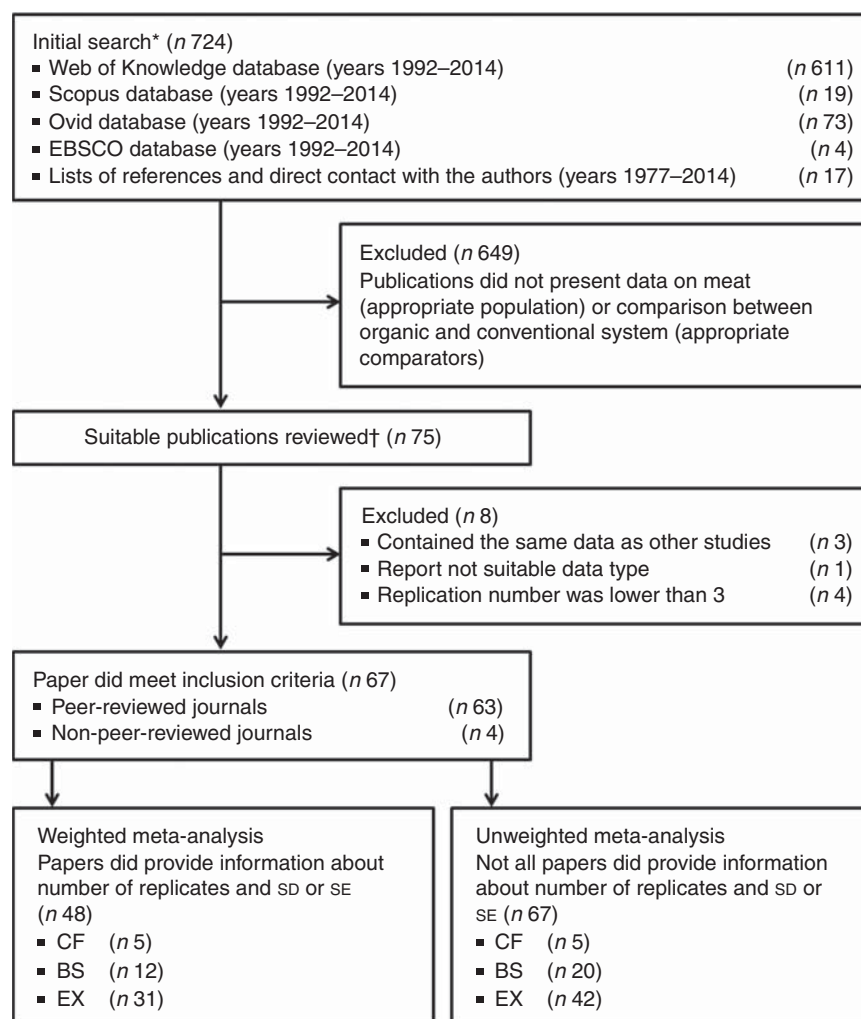 Initial search* (n 724)
▪ Web of Knowledge database (years 1992–2014) (n 611)
▪ Scopus database (years 1992–2014) (n 19)
▪ Ovid database (years 1992–2014) (n 73)
▪ EBSCO database (years 1992–2014) (n 4)
▪ Lists of references and direct contact with the authors (years 1977–2014) (n 17)
Excluded (n 649)
Publications did not present data on meat
(appropriate population) or comparison between
organic and conventional system (appropriate
comparators)
Suitable publications reviewed† (n 75)
Excluded (n 8)
▪ Contained the same data as other studies (n 3)
▪ Report not suitable data type (n 1)
▪ Replication number was lower than 3 (n 4)
Paper did meet inclusion criteria (n 67)
▪ Peer-reviewed journals (n 63)
▪ Non-peer-reviewed journals (n 4)
Weighted meta-analysis
Papers did provide information about
number of replicates and SD or SE
(n 48)
▪ CF (n 5)
▪ BS (n 12)
▪ EX (n 31)
Unweighted meta-analysis
Not all papers did provide information
about number of replicates and SD or
SE (n 67)
▪ CF (n 5)
▪ BS (n 20)
▪ EX (n 42)